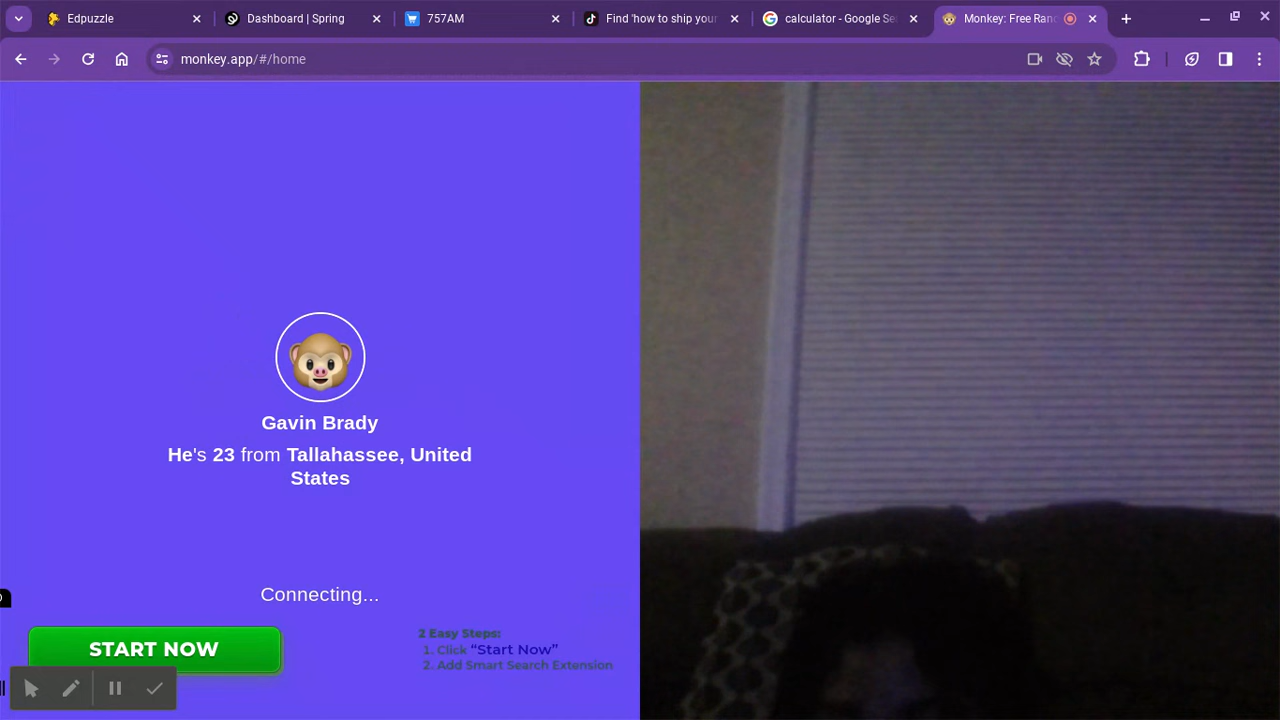 Edpuzzle
Dashboard | Spring
757AM
Find 'how to ship your
calculator - Google Se
Monkey: Free Ran
monkey.app/#/home
Gavin Brady
He's 23 from Tallahassee, United
States
Connecting...
START NOW
2 Easy Steps:
1. Click “Start Now”
2. Add Smart Search Extension